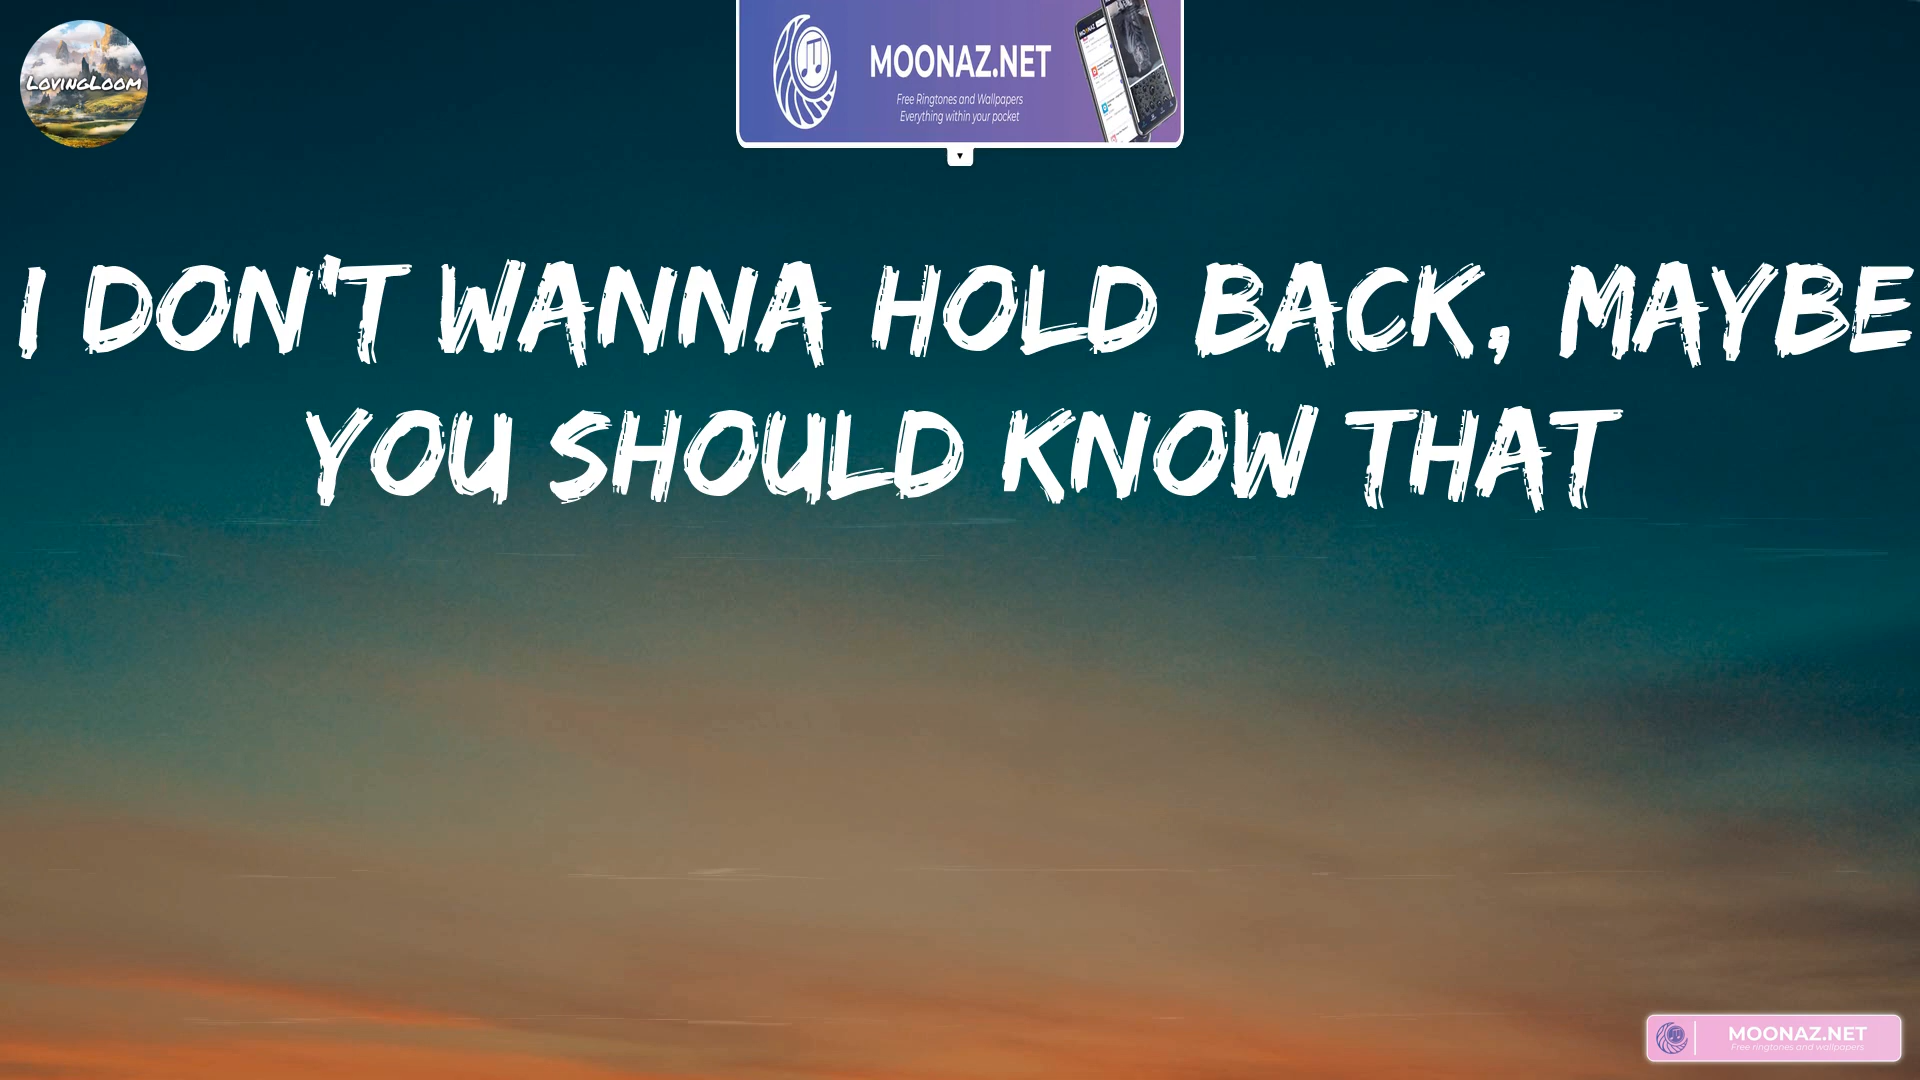 LOVINGLOOM
MOONAZ.NET
Free Ringtones and Wallpapers
Everything within your pocket
I DON'T WANNA HOLD BACK, MAYBE
YOU SHOULD KNOW THAT
MOONAZ.NET
Free ringtones and wallpapers